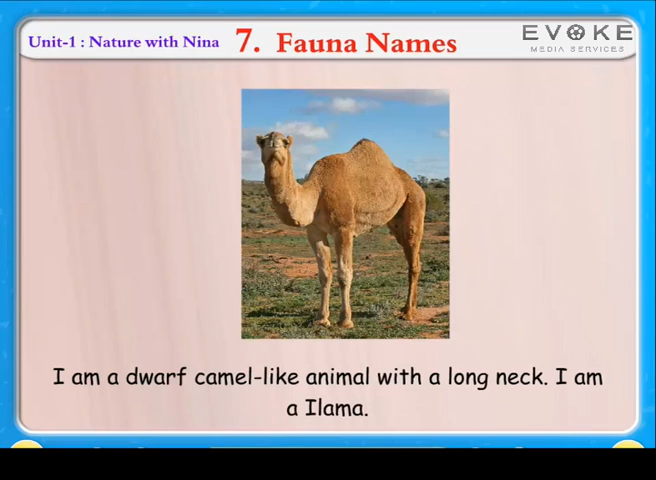 Unit-1 : Nature with Nina 7. Fauna Names
EVOKE
MEDIA SERVICES
I am a dwarf camel-like animal with a long neck. I am
a Ilama.